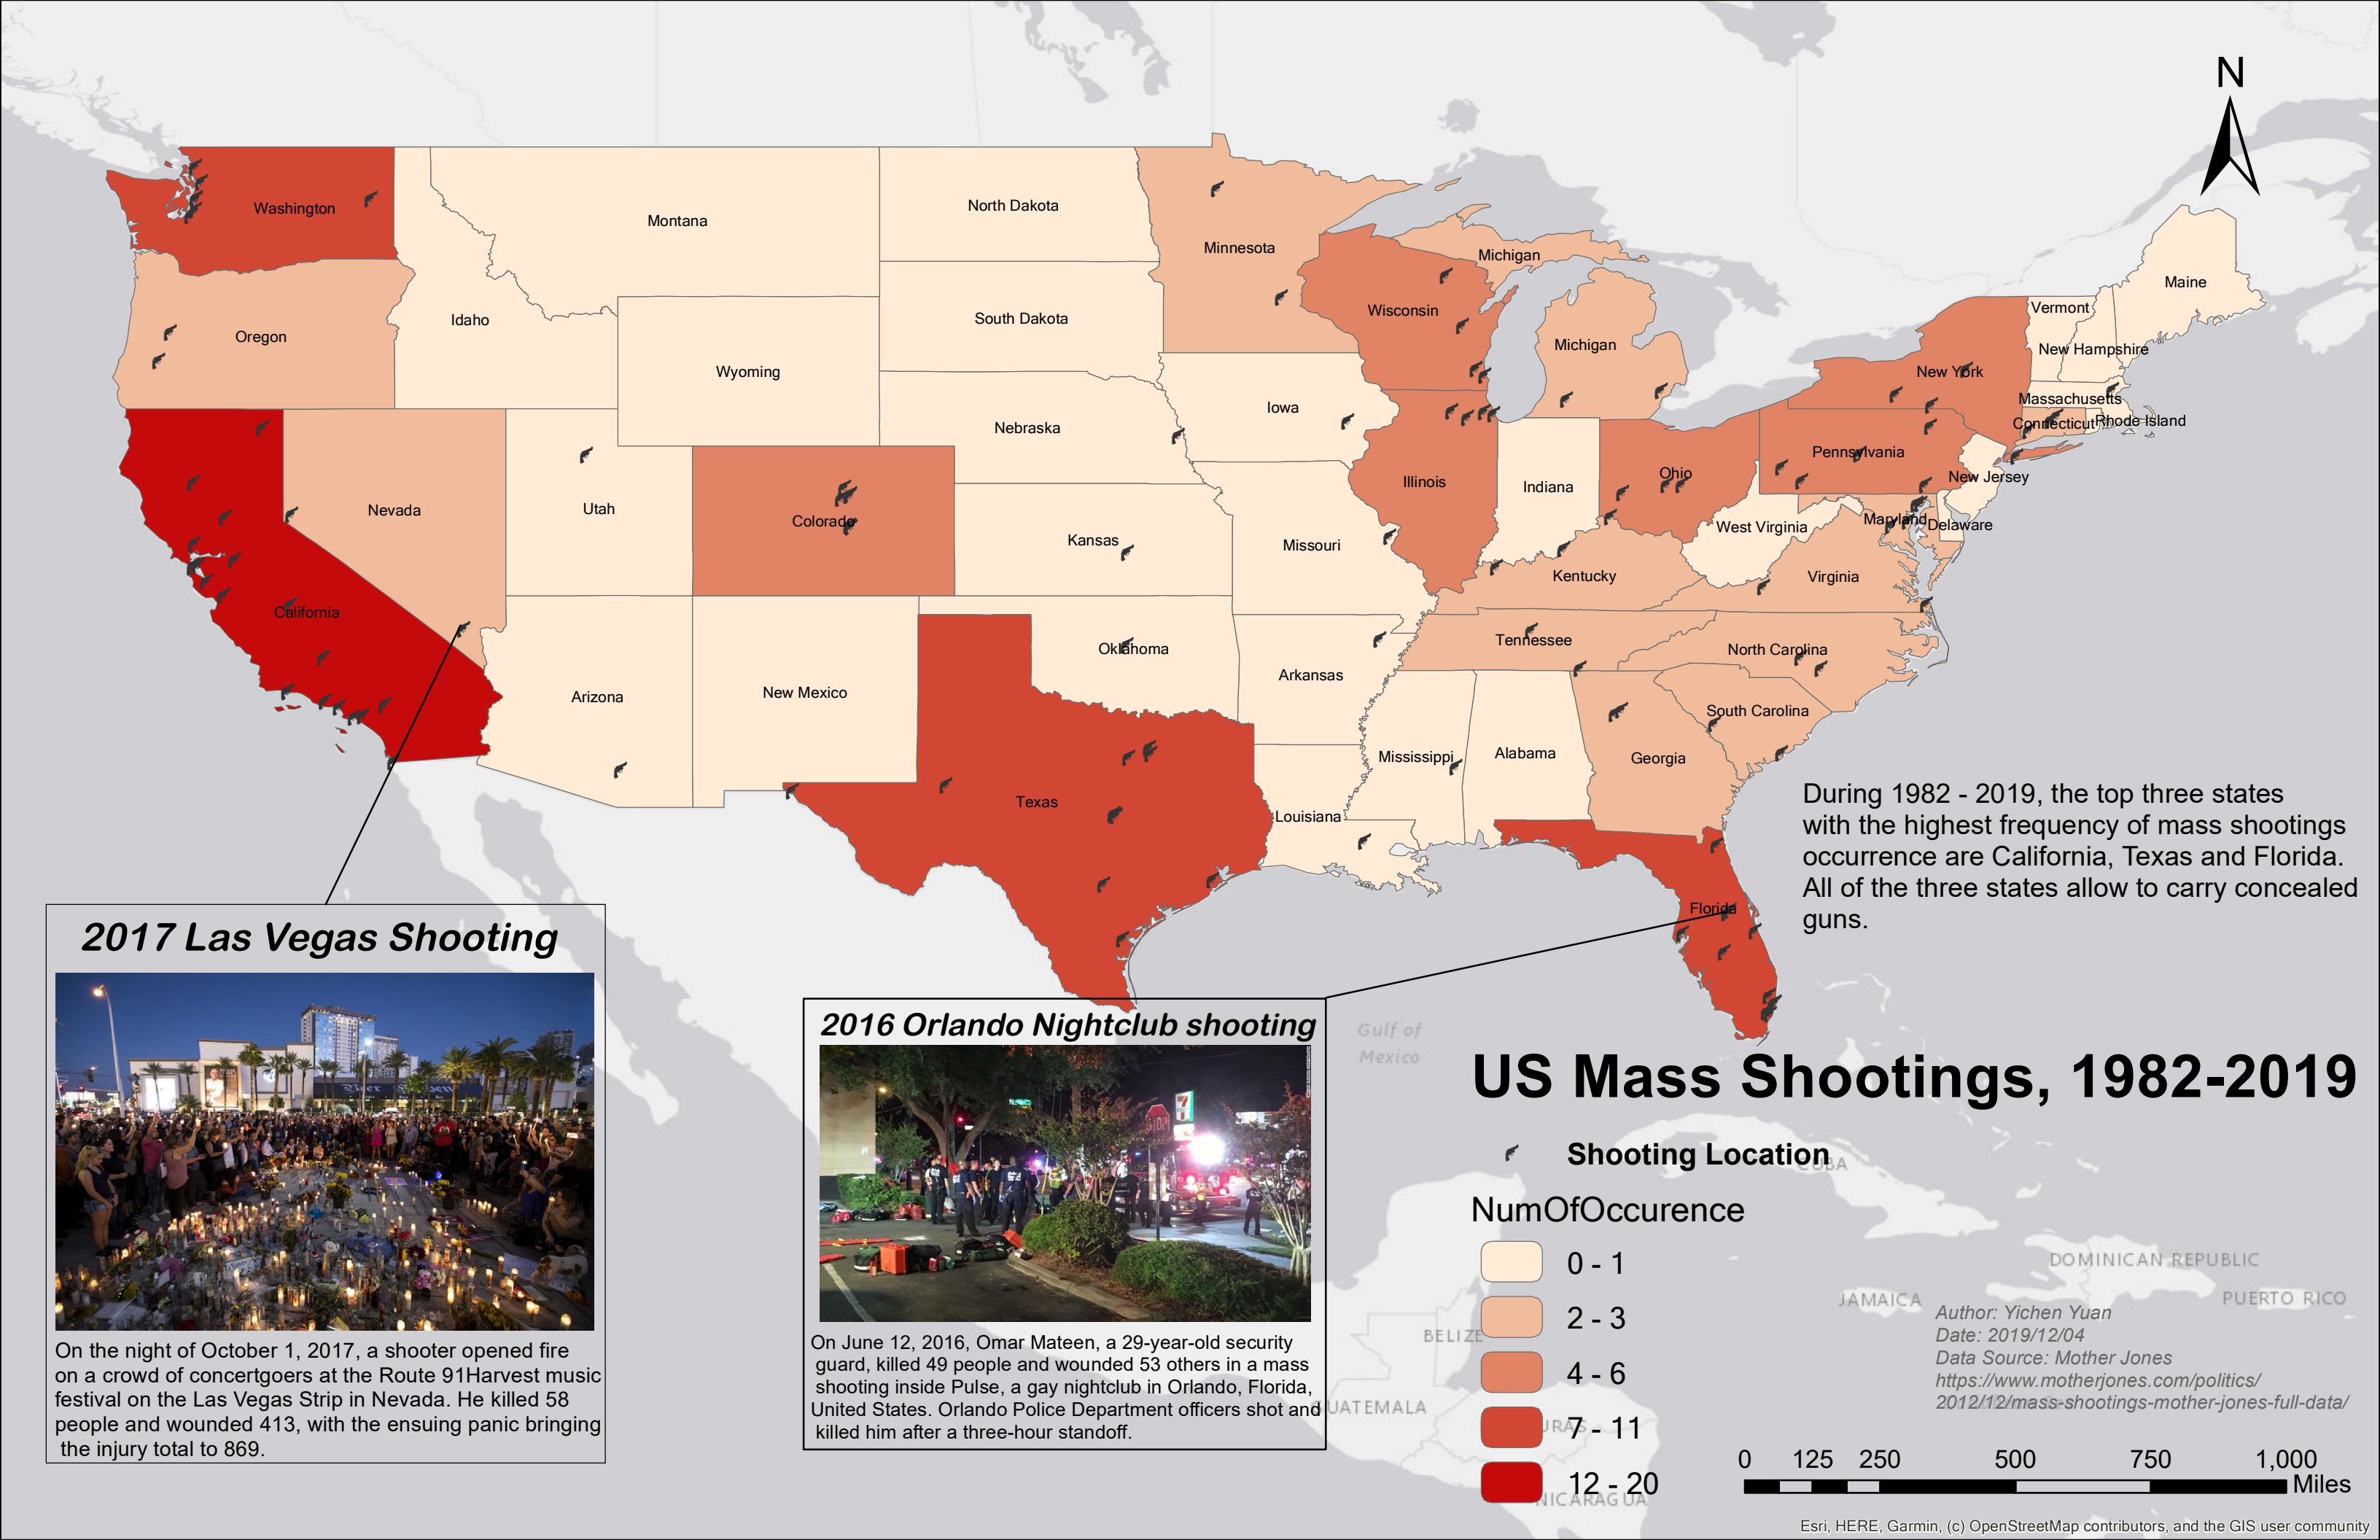 N
Washington
Montana
North Dakota
Minnesota
Michigan
Maine
Oregon
Idaho
South Dakota
Wisconsin
Michigan
Vermont
New Hampshire
Wyoming
New York
Massachusetts
Iowa
Nebraska
Connecticut
Rhode Island
Pennsylvania
Nevada
Utah
Colorado
Illinois
Indiana
Ohio
New Jersey
Kansas
Missouri
West Virginia
Maryland
Delaware
Kentucky
Virginia
California
Oklahoma
Tennessee
North Carolina
Arizona
New Mexico
Arkansas
South Carolina
Texas
Mississippi
Alabama
Georgia
Louisiana
Florida
During 1982 - 2019, the top three states
with the highest frequency of mass shootings
occurrence are California, Texas and Florida.
All of the three states allow to carry concealed
guns.
2017 Las Vegas Shooting
On the night of October 1, 2017, a shooter opened fire
on a crowd of concertgoers at the Route 91Harvest music
festival on the Las Vegas Strip in Nevada. He killed 58
people and wounded 413, with the ensuing panic bringing
the injury total to 869.
2016 Orlando Nightclub shooting
STOP
7
On June 12, 2016, Omar Mateen, a 29-year-old security
guard, killed 49 people and wounded 53 others in a mass
shooting inside Pulse, a gay nightclub in Orlando, Florida,
United States. Orlando Police Department officers shot and
killed him after a three-hour standoff.
Gulf of
Mexico
US Mass Shootings, 1982-2019
Shooting Location
CUBA
NumOfOccurence
0 - 1
2 - 3
4 - 6
7 - 11
12 - 20
DOMINICAN REPUBLIC
JAMAICA
PUERTO RICO
BELIZE
GUATEMALA
NICARAGUA
Author: Yichen Yuan
Date: 2019/12/04
Data Source: Mother Jones
https://www.motherjones.com/politics/
2012/12/mass-shootings-mother-jones-full-data/
0 125 250 500 750 1,000
Miles
Esri, HERE, Garmin, (c) OpenStreetMap contributors, and the GIS user community